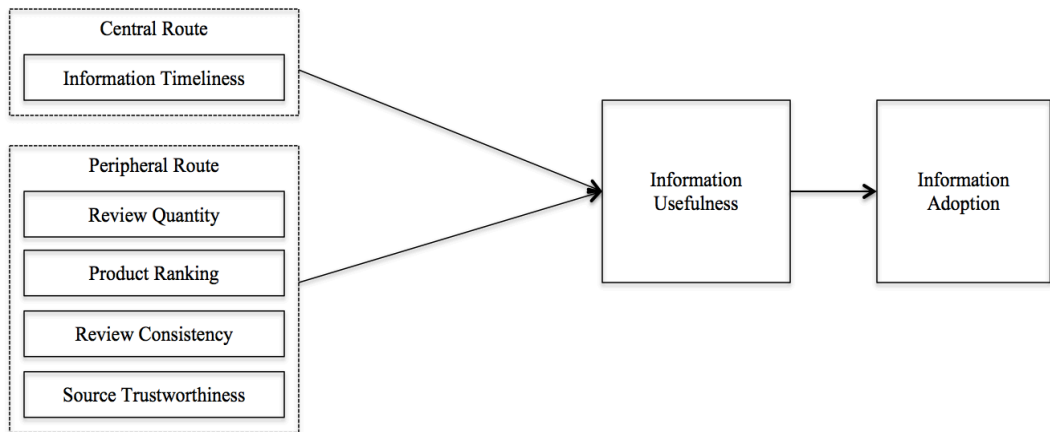 Central Route
Information Timeliness
Peripheral Route
Review Quantity
Product Ranking
Review Consistency
Source Trustworthiness
Information
Usefulness
Information
Adoption